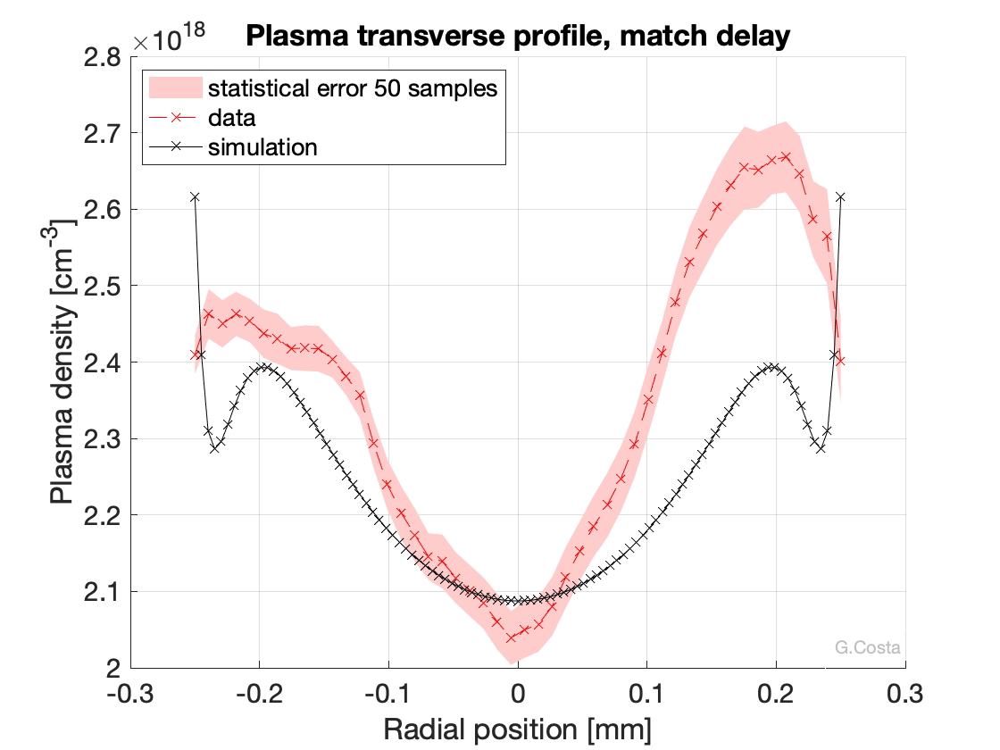 ×10^18
Plasma transverse profile, match delay
statistical error 50 samples
data
simulation
Plasma density [cm^-3]
2.8
2.7
2.6
2.5
2.4
2.3
2.2
2.1
2
-0.3 -0.2 -0.1 0 0.1 0.2 0.3
Radial position [mm]
G.Costa